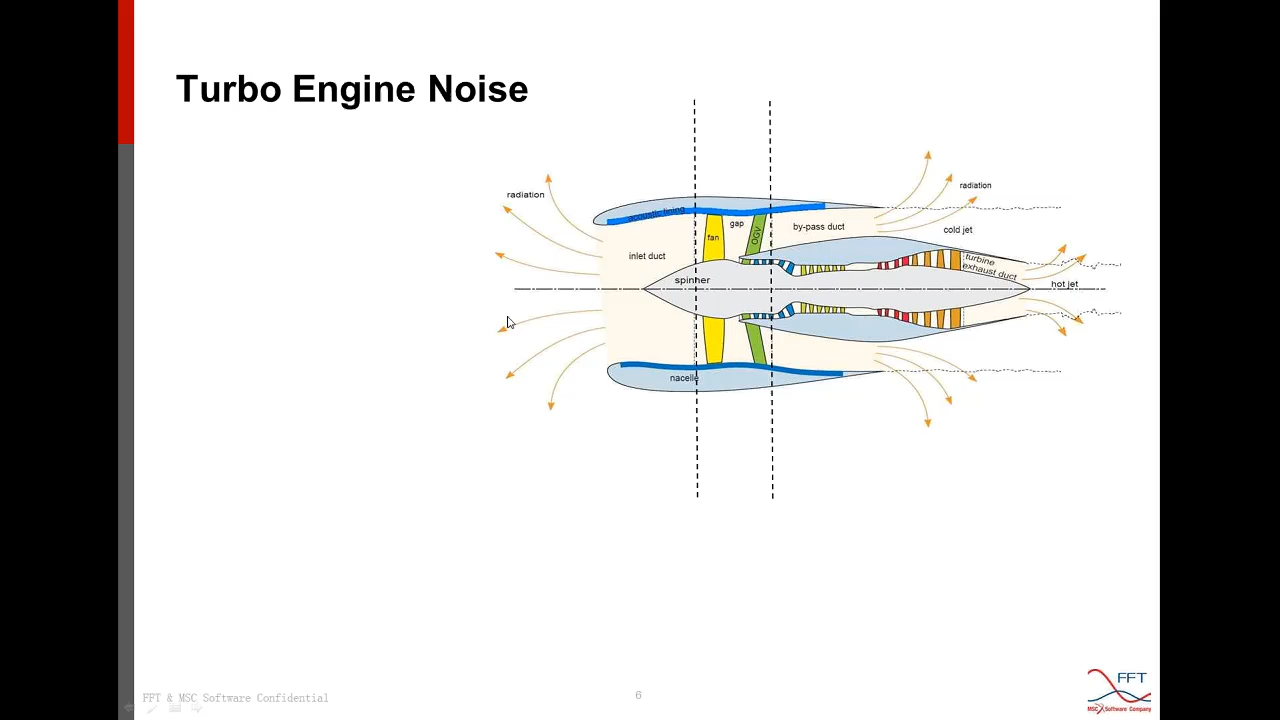 Turbo Engine Noise
radiation
radiation
acoustic lining
gap
fan
OGV
by-pass duct
cold jet
inlet duct
turbine
exhaust duct
spinner
hot jet
nacelle
FFT & MSC Software Confidential
6
FFT
MSC Software Company